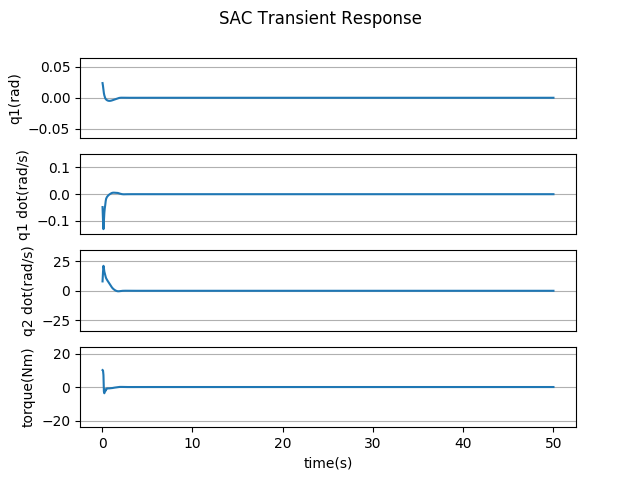 SAC Transient Response
q1(rad)
0.05
0.00
−0.05
q1 dot(rad/s)
0.1
0.0
−0.1
q2 dot(rad/s)
25
0
−25
torque(Nm)
20
0
−20
0 10 20 30 40 50
time(s)